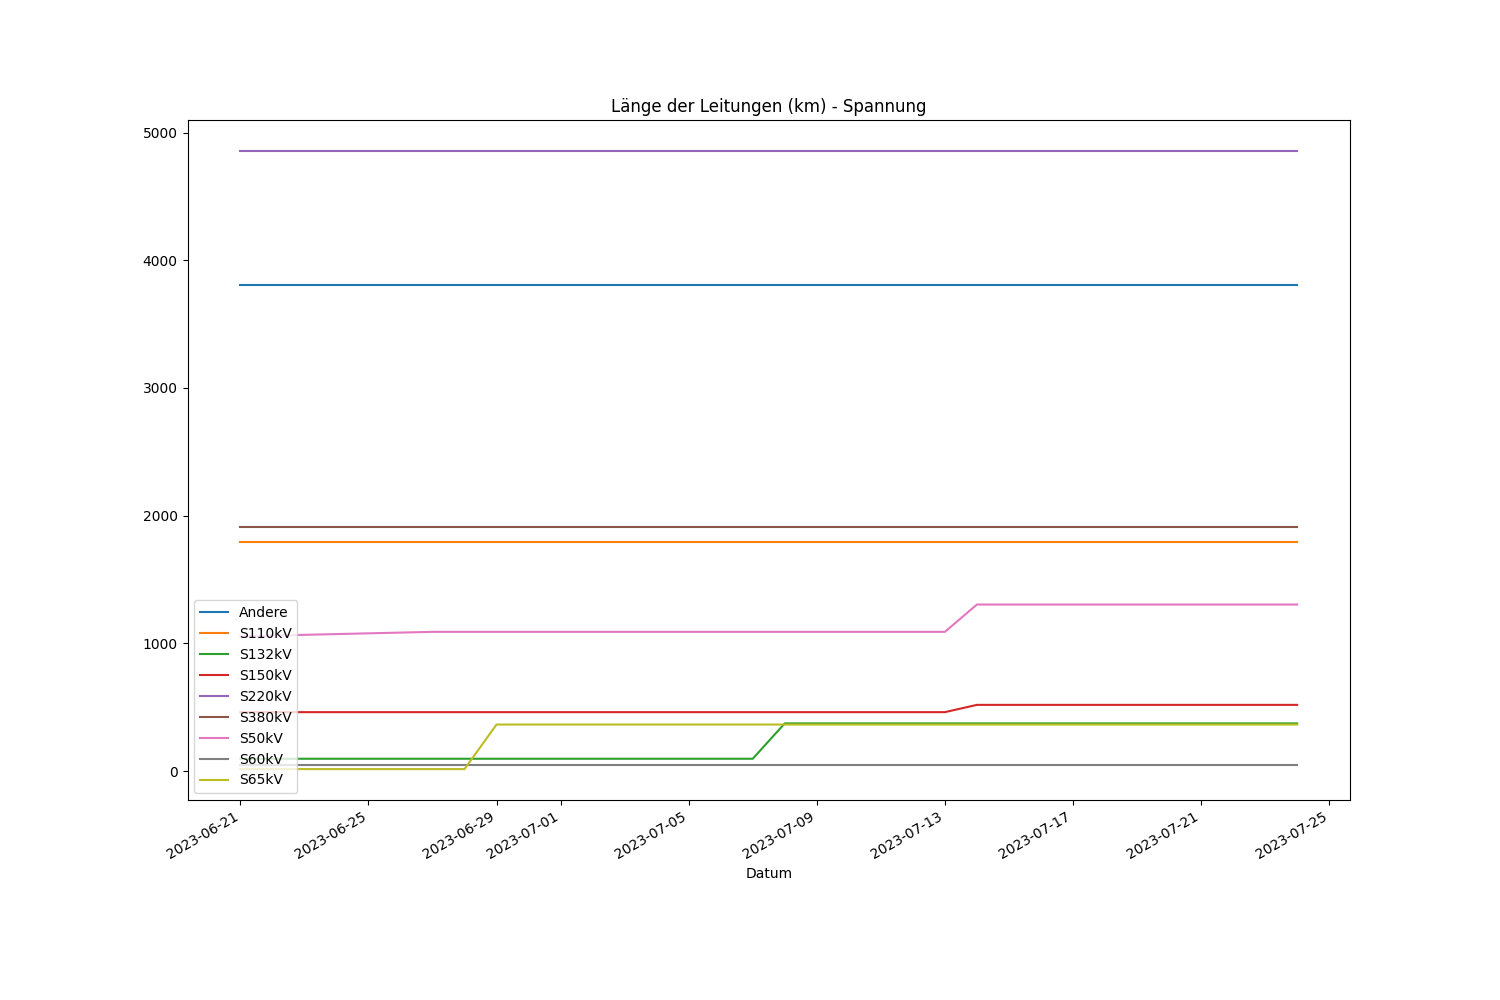 Länge der Leitungen (km) - Spannung
5000
4000
3000
2000
1000
0
Andere
S110kV
S132kV
S150kV
S220kV
S380kV
S50kV
S60kV
S65kV
2023-06-21
2023-06-25
2023-06-29
2023-07-01
2023-07-05
2023-07-09
2023-07-13
2023-07-17
2023-07-21
2023-07-25
Datum